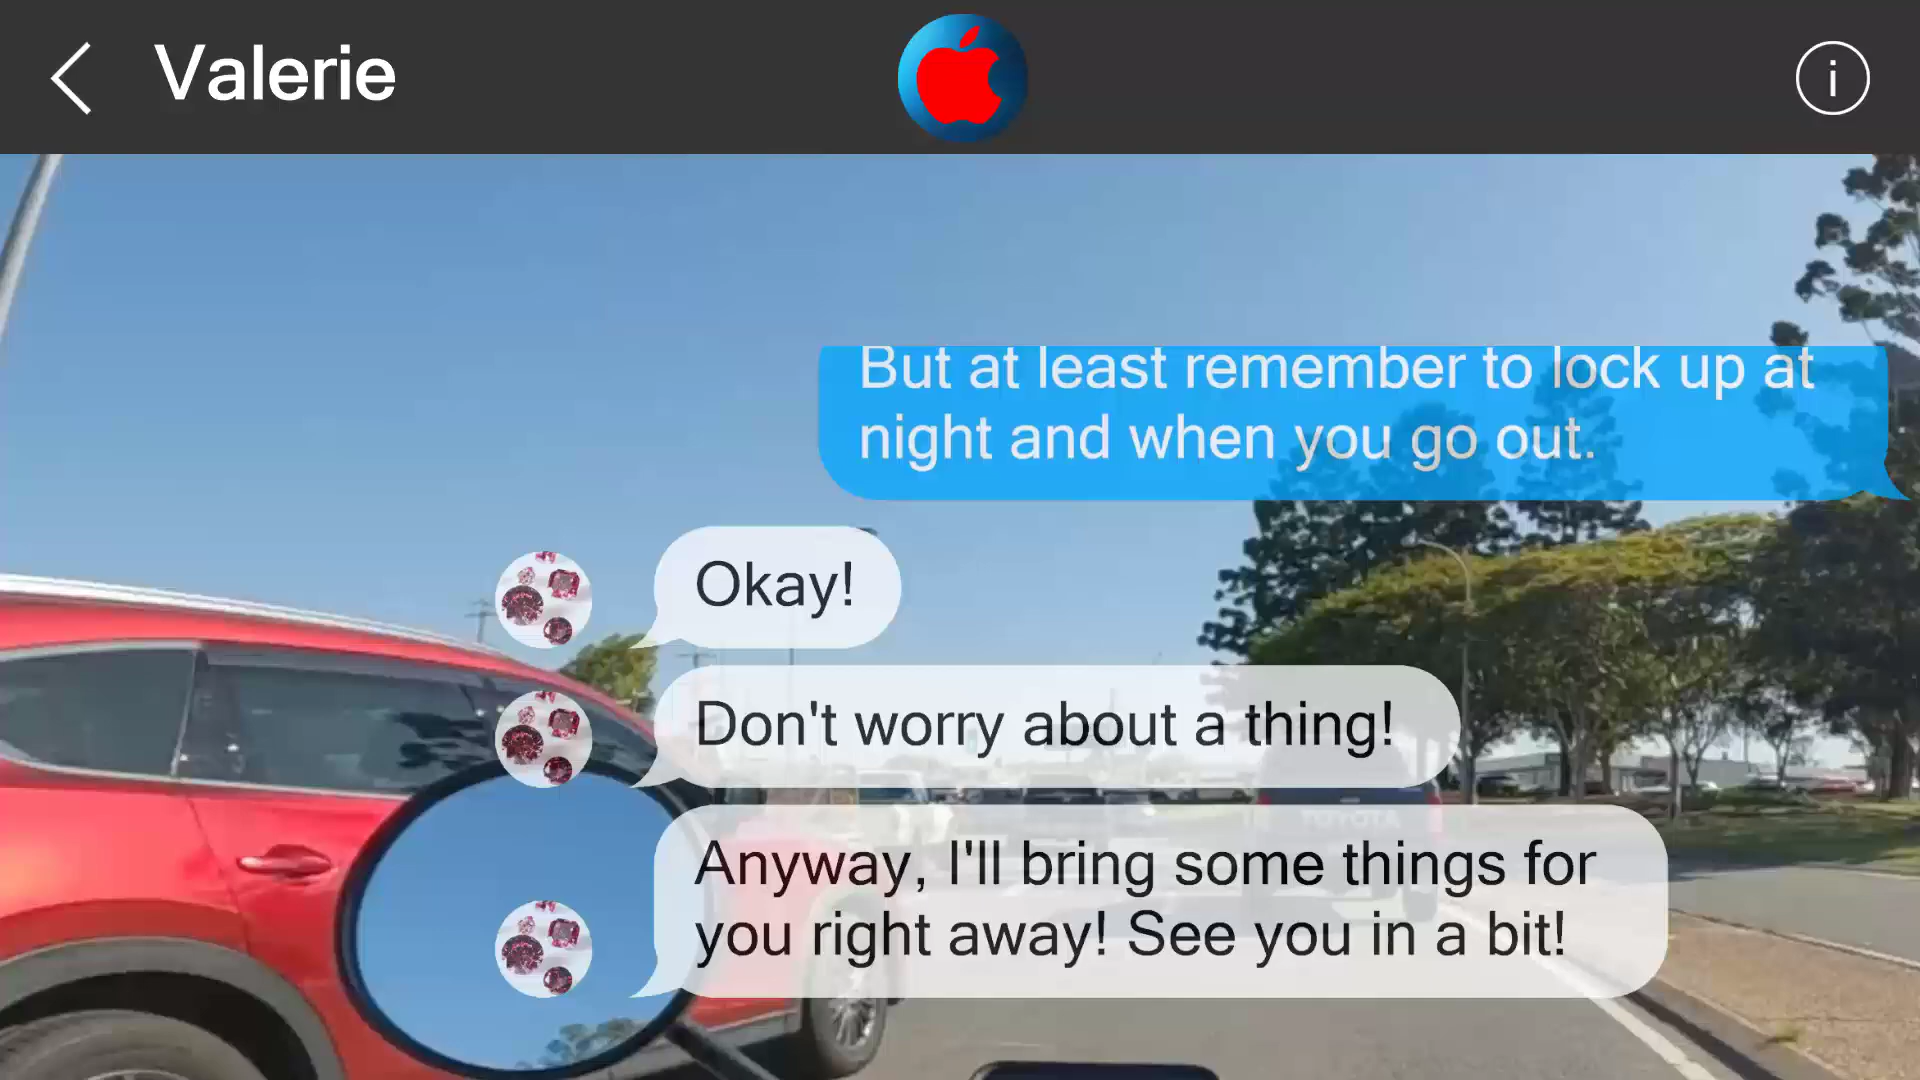 Valerie
But at least remember to lock up at
night and when you go out.
Okay!
Don't worry about a thing!
Anyway, I'll bring some things for
you right away! See you in a bit!
TOYOTA